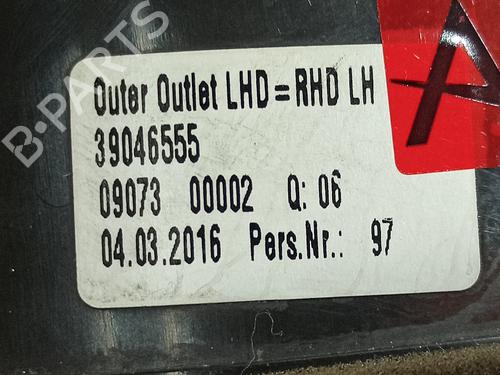 B-PARTS
Outer Outlet LHD = RHD LH
39046555
09073 00002 Q: 06
04.03.2016 Pers.Nr.: 97
A